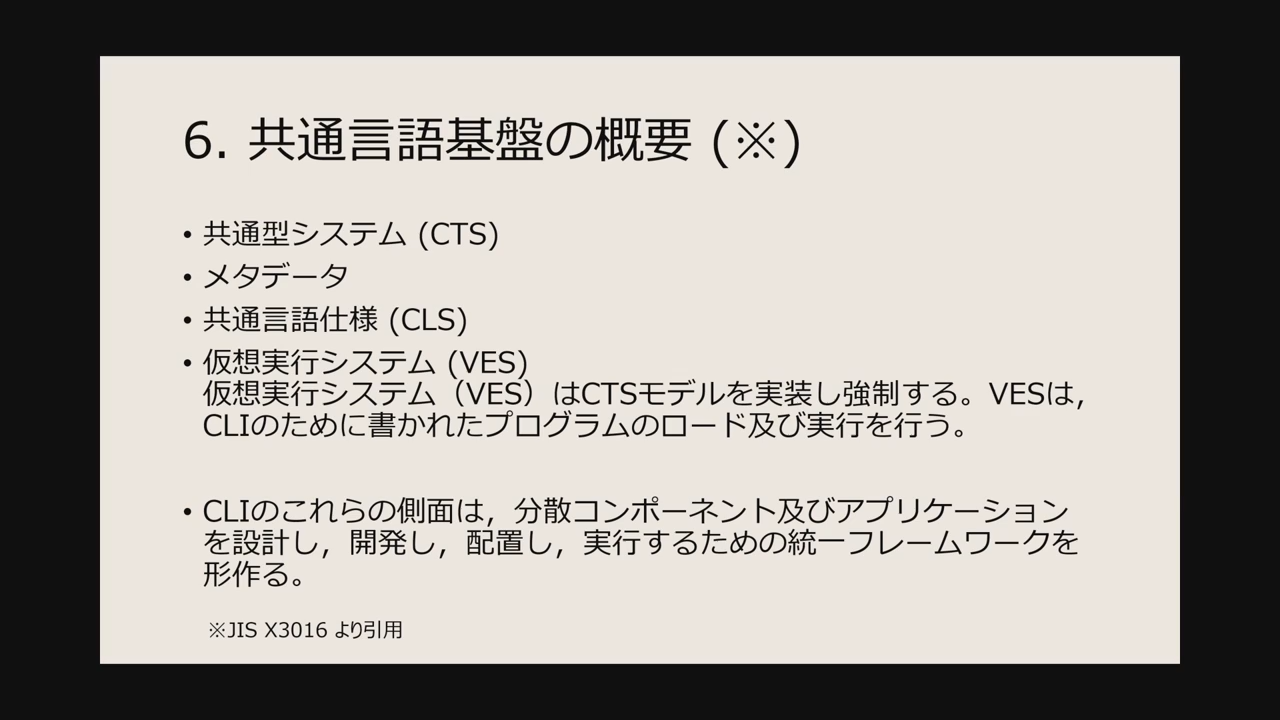 6. 共通言語基盤の概要 (※)
• 共通型システム (CTS)
• メタデータ
• 共通言語仕様 (CLS)
• 仮想実行システム (VES)
仮想実行システム（VES）はCTSモデルを実装し強制する。VESは，
CLIのために書かれたプログラムのロード及び実行を行う。
• CLIのこれらの側面は，分散コンポーネント及びアプリケーション
を設計し，開発し，配置し，実行するための統一フレームワークを
形作る。
※JIS X3016 より引用